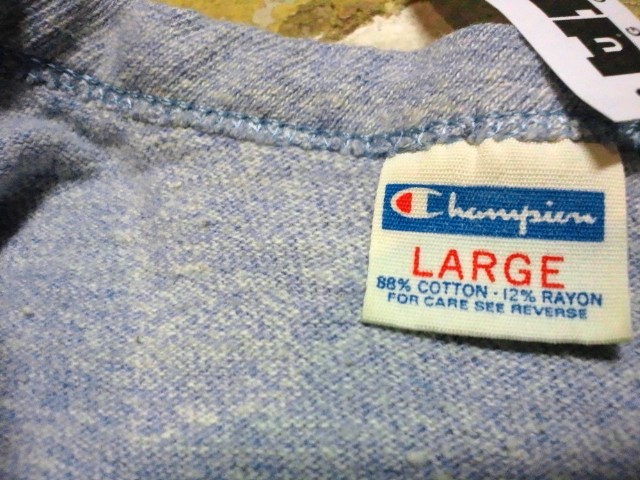 Champion
LARGE
88% COTTON - 12% RAYON
FOR CARE SEE REVERSE